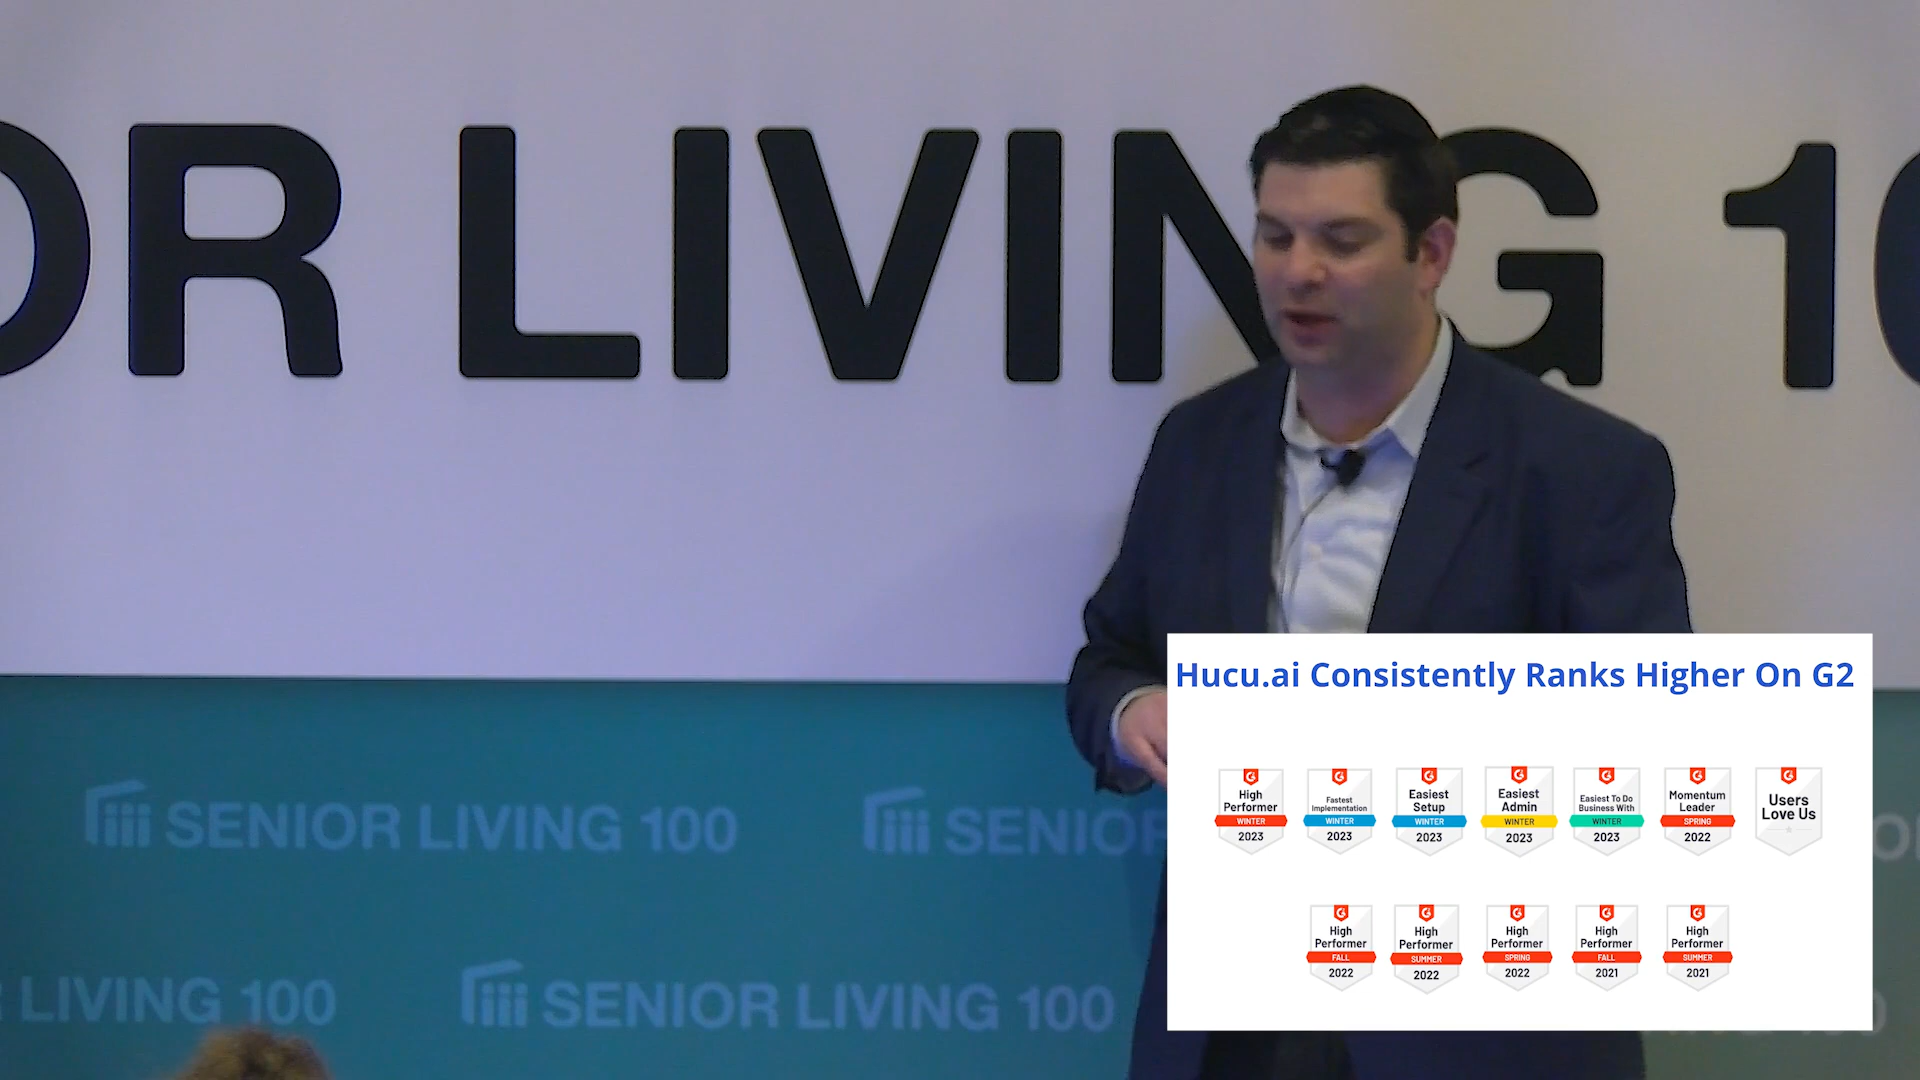 OR LIVING 10
SENIOR LIVING 100
SENIOR
R LIVING 100
SENIOR LIVING 100
Hucu.ai Consistently Ranks Higher On G2
High
Performer
WINTER
2023
Fastest
Implementation
WINTER
2023
Easiest
Setup
WINTER
2023
Easiest
Admin
WINTER
2023
Easiest To Do
Business With
WINTER
2023
Momentum
Leader
SPRING
2022
Users
Love Us
High
Performer
FALL
2022
High
Performer
SUMMER
2022
High
Performer
SPRING
2022
High
Performer
FALL
2021
High
Performer
SUMMER
2021